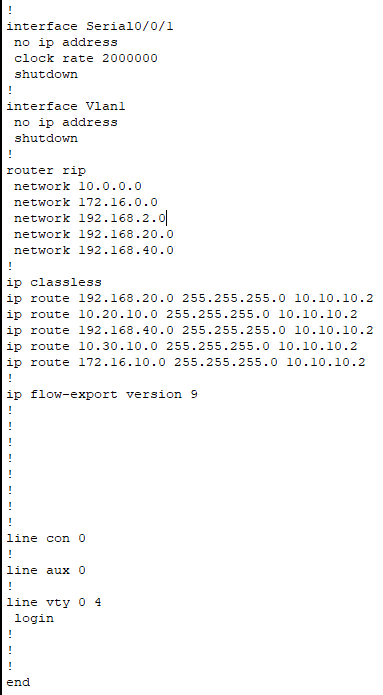 !
interface Serial0/0/1
 no ip address
 clock rate 2000000
 shutdown
!
interface Vlan1
 no ip address
 shutdown
!
router rip
 network 10.0.0.0
 network 172.16.0.0
 network 192.168.2.0
 network 192.168.20.0
 network 192.168.40.0
!
ip classless
ip route 192.168.20.0 255.255.255.0 10.10.10.2
ip route 10.20.10.0 255.255.255.0 10.10.10.2
ip route 192.168.40.0 255.255.255.0 10.10.10.2
ip route 10.30.10.0 255.255.255.0 10.10.10.2
ip route 172.16.10.0 255.255.255.0 10.10.10.2
!
ip flow-export version 9
!
!
!
!
!
!
!
!
line con 0
!
line aux 0
!
line vty 0 4
 login
!
!
!
end